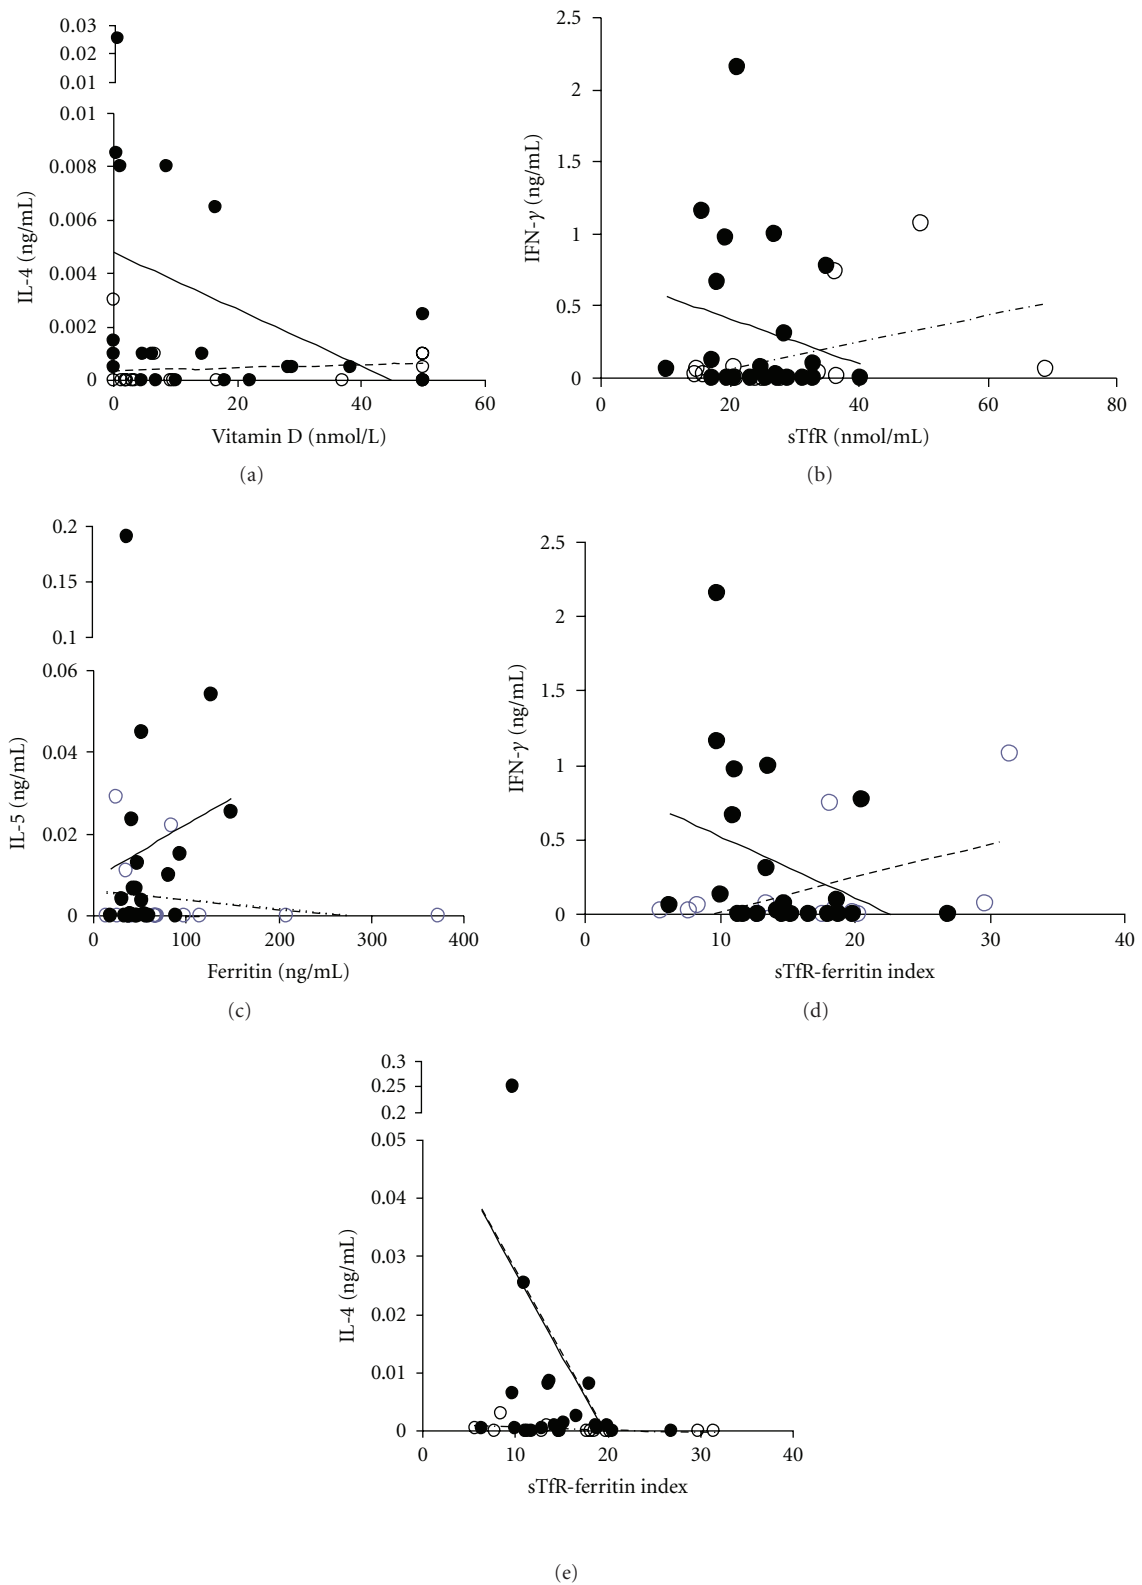 0.03
0.02
0.01
0.01
0.008
0.006
0.004
0.002
0
IL-4 (ng/mL)
0 20 40 60
Vitamin D (nmol/L)
(a)
2.5
2
1.5
1
0.5
0
IFN-γ (ng/mL)
0 20 40 60 80
sTfR (nmol/mL)
(b)
0.2
0.15
0.1
0.06
0.04
0.02
0
IL-5 (ng/mL)
0 100 200 300 400
Ferritin (ng/mL)
(c)
2.5
2
1.5
1
0.5
0
IFN-γ (ng/mL)
0 10 20 30 40
sTfR-ferritin index
(d)
0.3
0.25
0.2
0.05
0.04
0.03
0.02
0.01
0
IL-4 (ng/mL)
0 10 20 30 40
sTfR-ferritin index
(e)